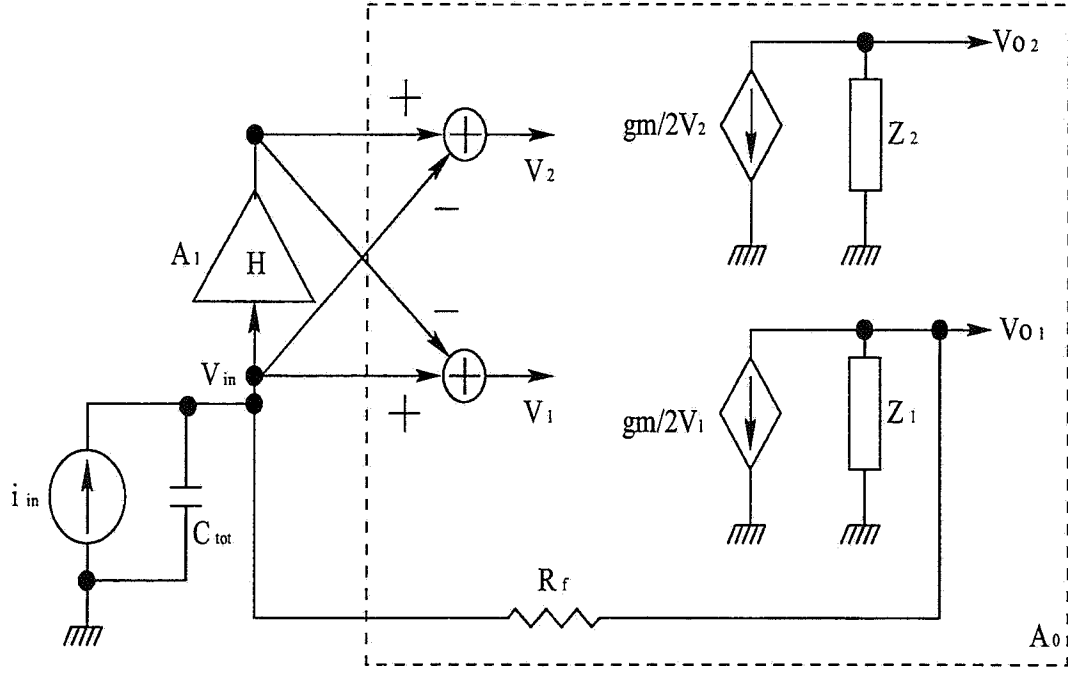 Vo2
+
gm/2V2
Z2
V2
−
A1
H
−
Vo1
Vin
V1
gm/2V1
Z1
+
iin
Ctot
Rf
A0